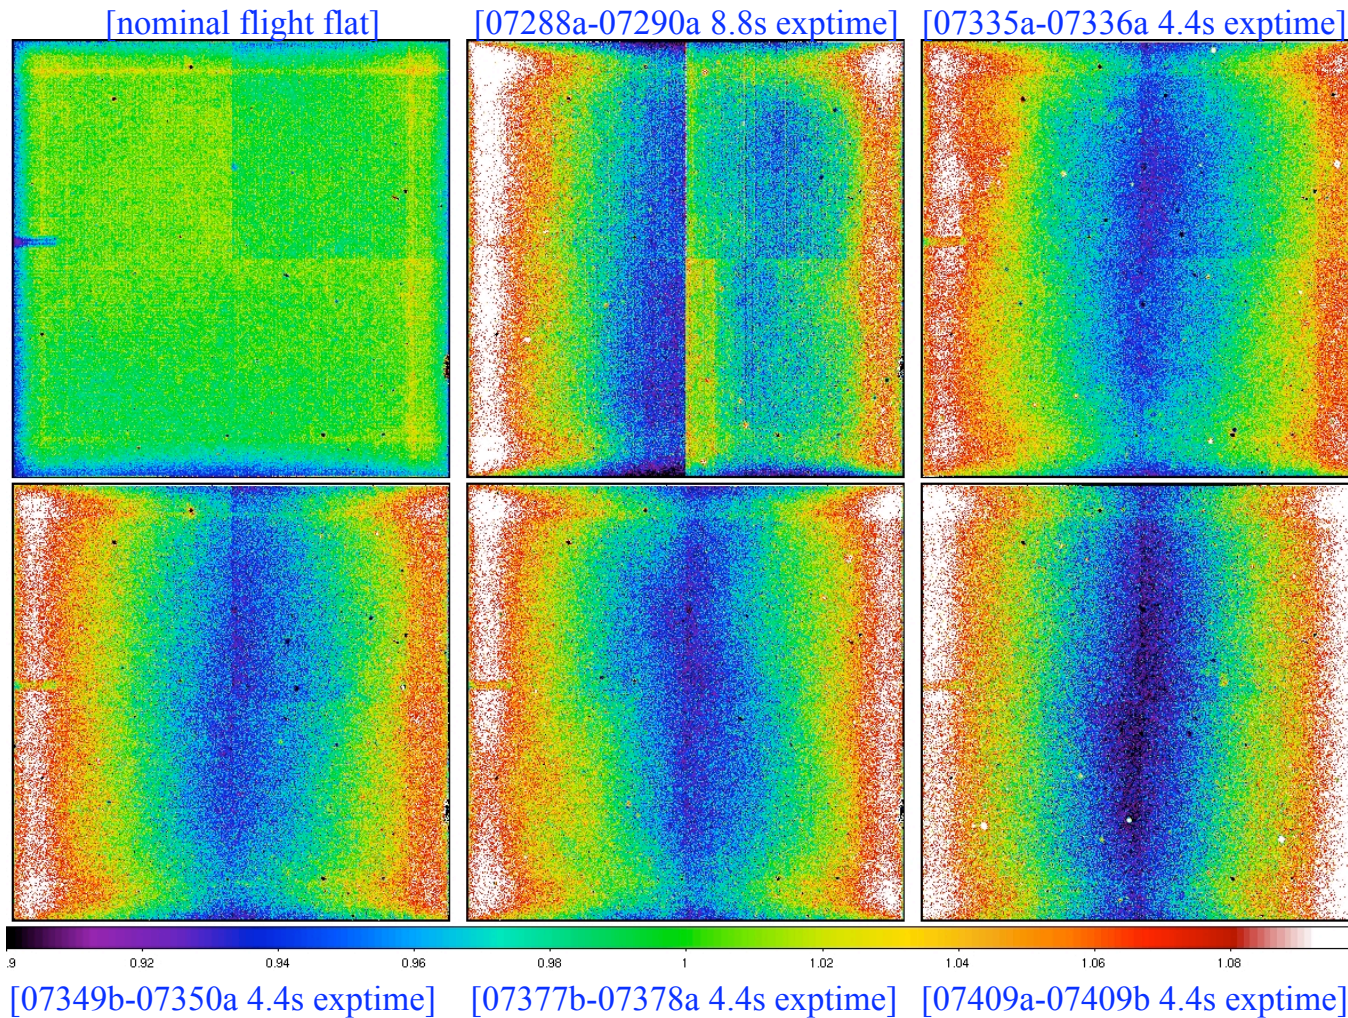 [nominal flight flat] [07288a-07290a 8.8s exptime] [07335a-07336a 4.4s exptime]
.9 0.92 0.94 0.96 0.98 1 1.02 1.04 1.06 1.08
[07349b-07350a 4.4s exptime] [07377b-07378a 4.4s exptime] [07409a-07409b 4.4s exptime]